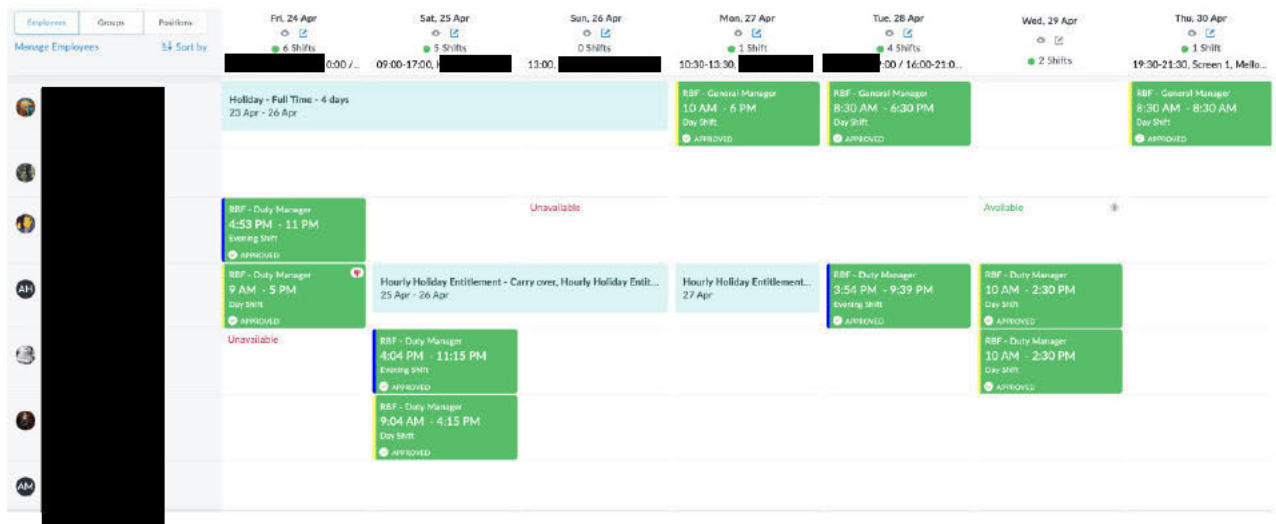 Employees Groups Positions
Manage Employees Sort by
Fri, 24 Apr
6 Shifts
0:00 /...
Sat, 25 Apr
5 Shifts
09:00-17:00,
Sun, 26 Apr
0 Shifts
13:00,
Mon, 27 Apr
1 Shift
10:30-13:30,
Tue, 28 Apr
4 Shifts
:00 / 16:00-21:0...
Wed, 29 Apr
2 Shifts
Thu, 30 Apr
1 Shift
19:30-21:30, Screen 1, Mello...
Holiday - Full Time - 4 days
23 Apr - 26 Apr
RBF - General Manager
10 AM - 6 PM
Day Shift
APPROVED
RBF - General Manager
8:30 AM - 6:30 PM
Day Shift
APPROVED
RBF - General Manager
8:30 AM - 8:30 AM
Day Shift
APPROVED
RBF - Duty Manager
4:53 PM - 11 PM
Evening Shift
APPROVED
Unavailable
Available
AH
RBF - Duty Manager
9 AM - 5 PM
Day Shift
APPROVED
Hourly Holiday Entitlement - Carry over, Hourly Holiday Entit...
25 Apr - 26 Apr
Hourly Holiday Entitlement...
27 Apr
RBF - Duty Manager
3:54 PM - 9:39 PM
Evening Shift
APPROVED
RBF - Duty Manager
10 AM - 2:30 PM
Day Shift
APPROVED
Unavailable
RBF - Duty Manager
4:04 PM - 11:15 PM
Evening Shift
APPROVED
RBF - Duty Manager
10 AM - 2:30 PM
Day Shift
APPROVED
RBF - Duty Manager
9:04 AM - 4:15 PM
Day Shift
APPROVED
AM